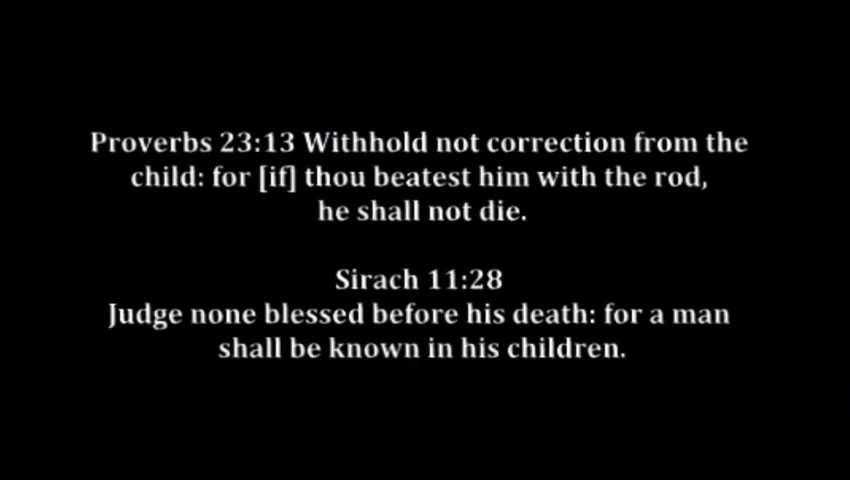 Proverbs 23:13 Withhold not correction from the
child: for [if] thou beatest him with the rod,
he shall not die.
Sirach 11:28
Judge none blessed before his death: for a man
shall be known in his children.